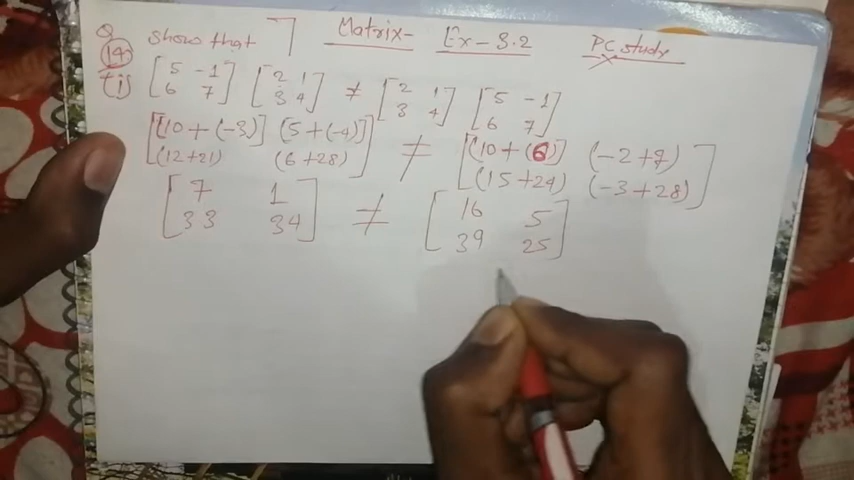 Q Show that Matrix- Ex-3.2 PC study
14
(i) [5 -1 6 7] [2 1 3 4] ≠ [2 1 3 4] [5 -1 6 7]
[[10+(-3)] (5+(-4)] (12+21) (6+28)] ≠ [(10+(6)] (-2+7) (15+24) (-3+28)]
[7 1 33 34] ≠ [16 5 39 25]